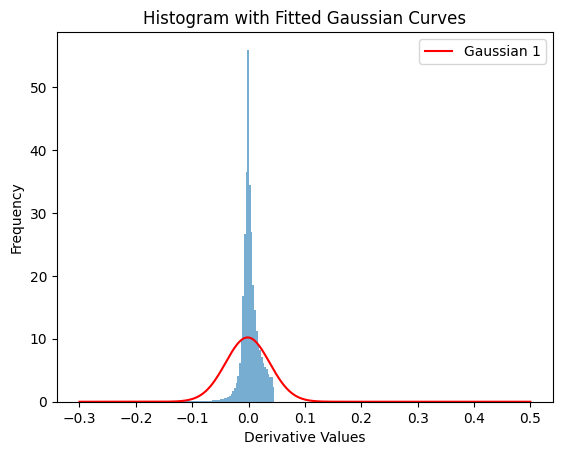 Histogram with Fitted Gaussian Curves
Gaussian 1
Frequency
50
40
30
20
10
0
−0.3 −0.2 −0.1 0.0 0.1 0.2 0.3 0.4 0.5
Derivative Values